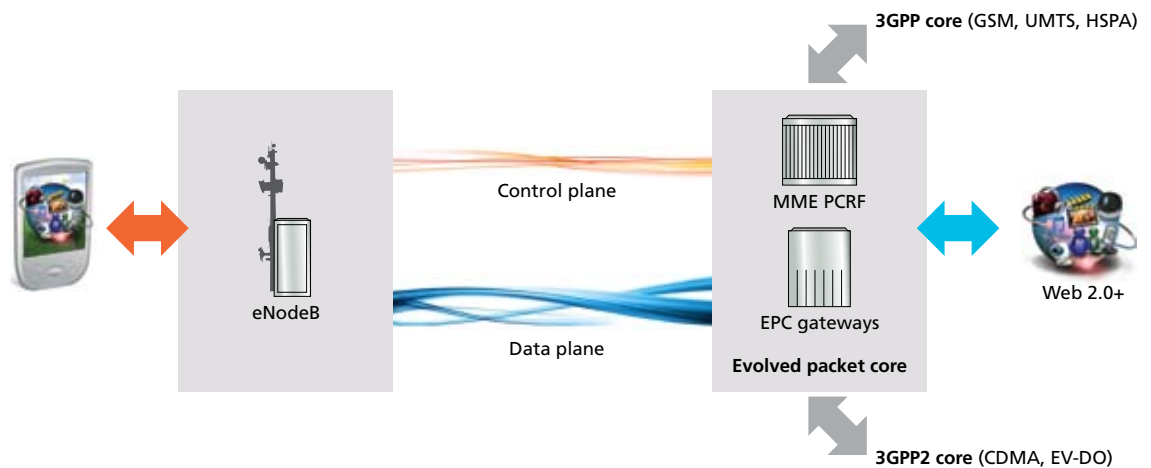 3GPP core (GSM, UMTS, HSPA)
Control plane
MME PCRF
eNodeB
Web 2.0+
EPC gateways
Data plane
Evolved packet core
3GPP2 core (CDMA, EV-DO)